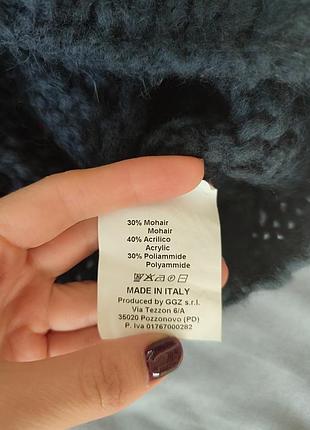 30% Mohair
Mohair
40% Acrilico
Acrylic
30% Poliammide
Polyammide
MADE IN ITALY
Produced by GGZ s.r.l.
Via Tezzon 6/A
35020 Pozzonovo (PD)
P. Iva 01767000282